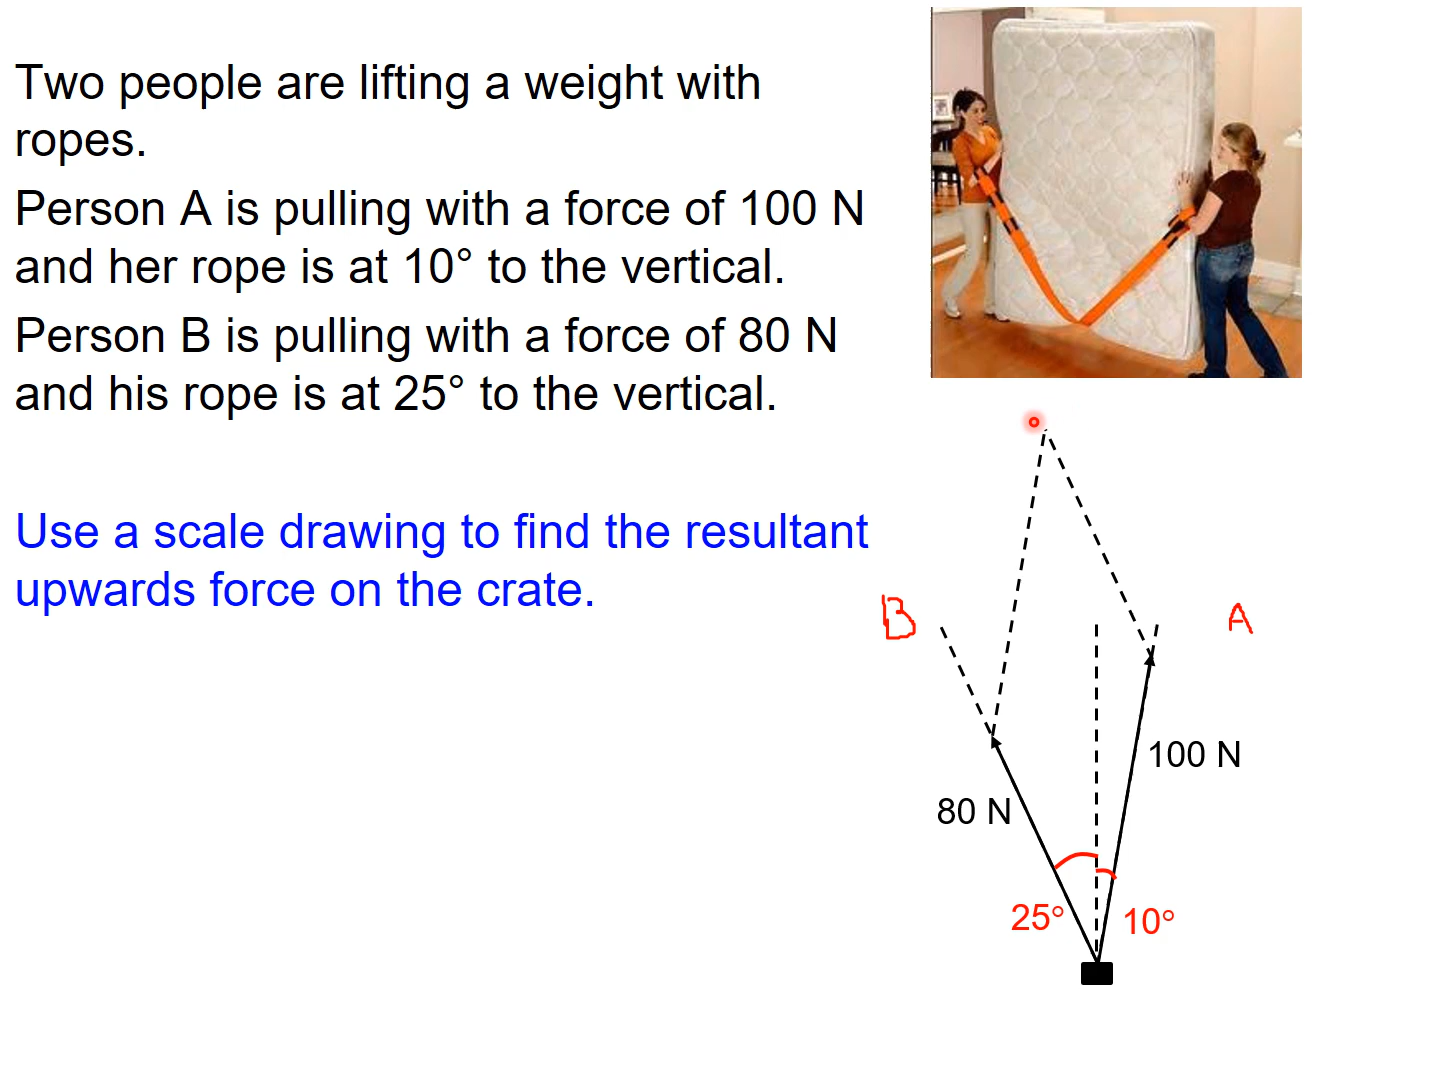 Two people are lifting a weight with
ropes.
Person A is pulling with a force of 100 N
and her rope is at 10° to the vertical.
Person B is pulling with a force of 80 N
and his rope is at 25° to the vertical.
Use a scale drawing to find the resultant
upwards force on the crate.
B
A
100 N
80 N
25°
10°